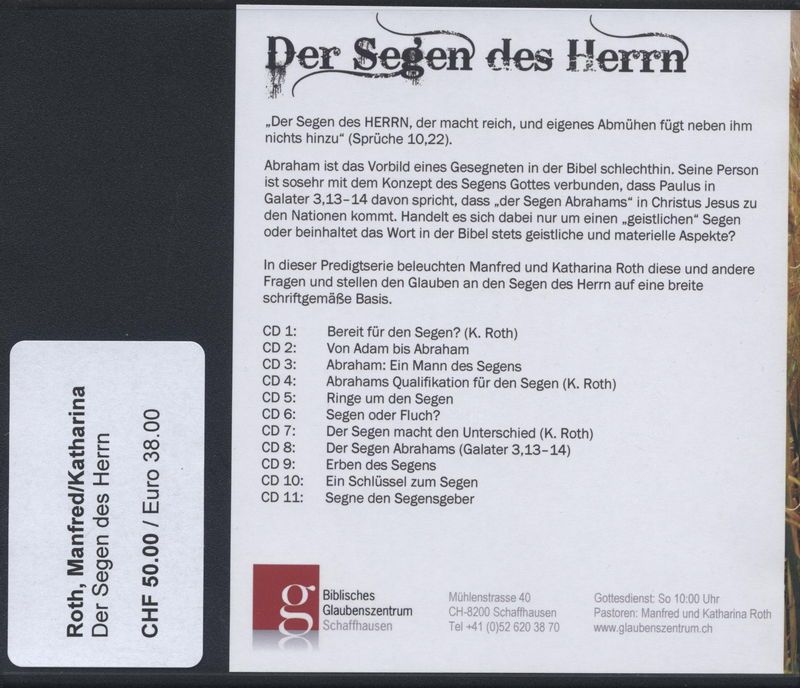 Der Segen des Herrn
„Der Segen des HERRN, der macht reich, und eigenes Abmühen fügt neben ihm
nichts hinzu“ (Sprüche 10,22).
Abraham ist das Vorbild eines Gesegneten in der Bibel schlechthin. Seine Person
ist sosehr mit dem Konzept des Segens Gottes verbunden, dass Paulus in
Galater 3,13–14 davon spricht, dass „der Segen Abrahams“ in Christus Jesus zu
den Nationen kommt. Handelt es sich dabei nur um einen „geistlichen“ Segen
oder beinhaltet das Wort in der Bibel stets geistliche und materielle Aspekte?
In dieser Predigtserie beleuchten Manfred und Katharina Roth diese und andere
Fragen und stellen den Glauben an den Segen des Herrn auf eine breite
schriftgemäße Basis.
CD 1: Bereit für den Segen? (K. Roth)
CD 2: Von Adam bis Abraham
CD 3: Abraham: Ein Mann des Segens
CD 4: Abrahams Qualifikation für den Segen (K. Roth)
CD 5: Ringe um den Segen
CD 6: Segen oder Fluch?
CD 7: Der Segen macht den Unterschied (K. Roth)
CD 8: Der Segen Abrahams (Galater 3,13–14)
CD 9: Erben des Segens
CD 10: Ein Schlüssel zum Segen
CD 11: Segne den Segensgeber
Roth, Manfred/Katharina
Der Segen des Herrn
CHF 50.00 / Euro 38.00
g
Biblisches
Glaubenszentrum
Schaffhausen
Mühlenstrasse 40
CH-8200 Schaffhausen
Tel +41 (0)52 620 38 70
Gottesdienst: So 10:00 Uhr
Pastoren: Manfred und Katharina Roth
www.glaubenszentrum.ch